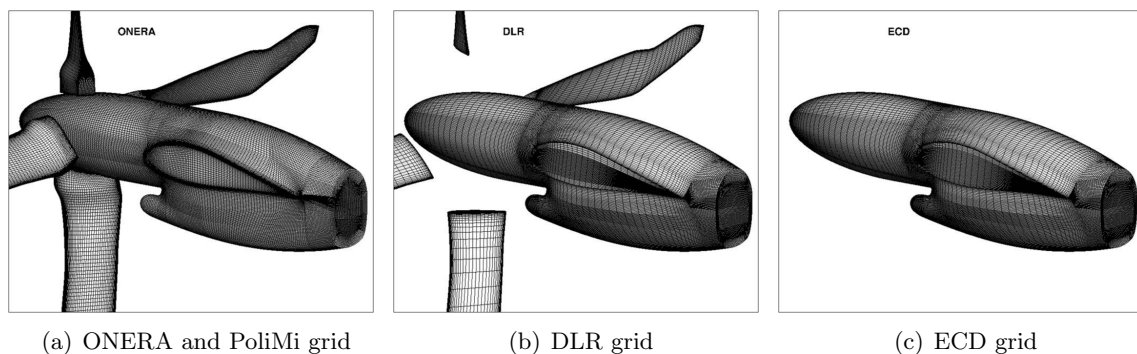 ONERA
DLR
ECD
(a) ONERA and PoliMi grid
(b) DLR grid
(c) ECD grid